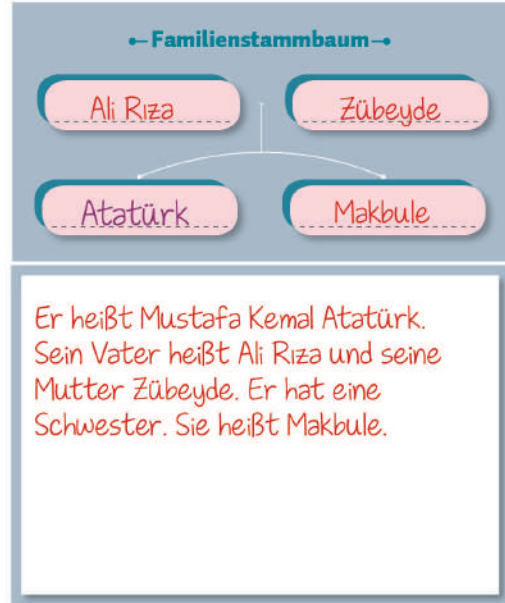 Familienstammbaum
Ali Rıza Zübeyde
Atatürk Makbule
Er heißt Mustafa Kemal Atatürk.
Sein Vater heißt Ali Rıza und seine
Mutter Zübeyde. Er hat eine
Schwester. Sie heißt Makbule.